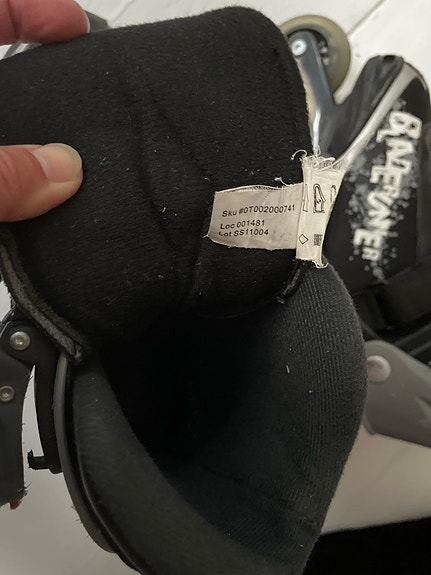 Sku #0T002000741
Loc 001481
Lot SS11004
BLADERUNNER